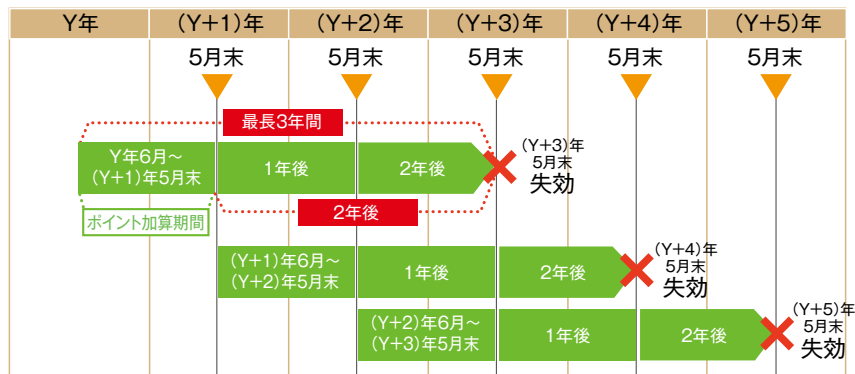 Y年
(Y+1)年
(Y+2)年
(Y+3)年
(Y+4)年
(Y+5)年
5月末
5月末
5月末
5月末
5月末
最長3年間
Y年6月～
(Y+1)年5月末
1年後
2年後
(Y+3)年
5月末
失効
ポイント加算期間
2年後
(Y+1)年6月～
(Y+2)年5月末
1年後
2年後
(Y+4)年
5月末
失効
(Y+2)年6月～
(Y+3)年5月末
1年後
2年後
(Y+5)年
5月末
失効